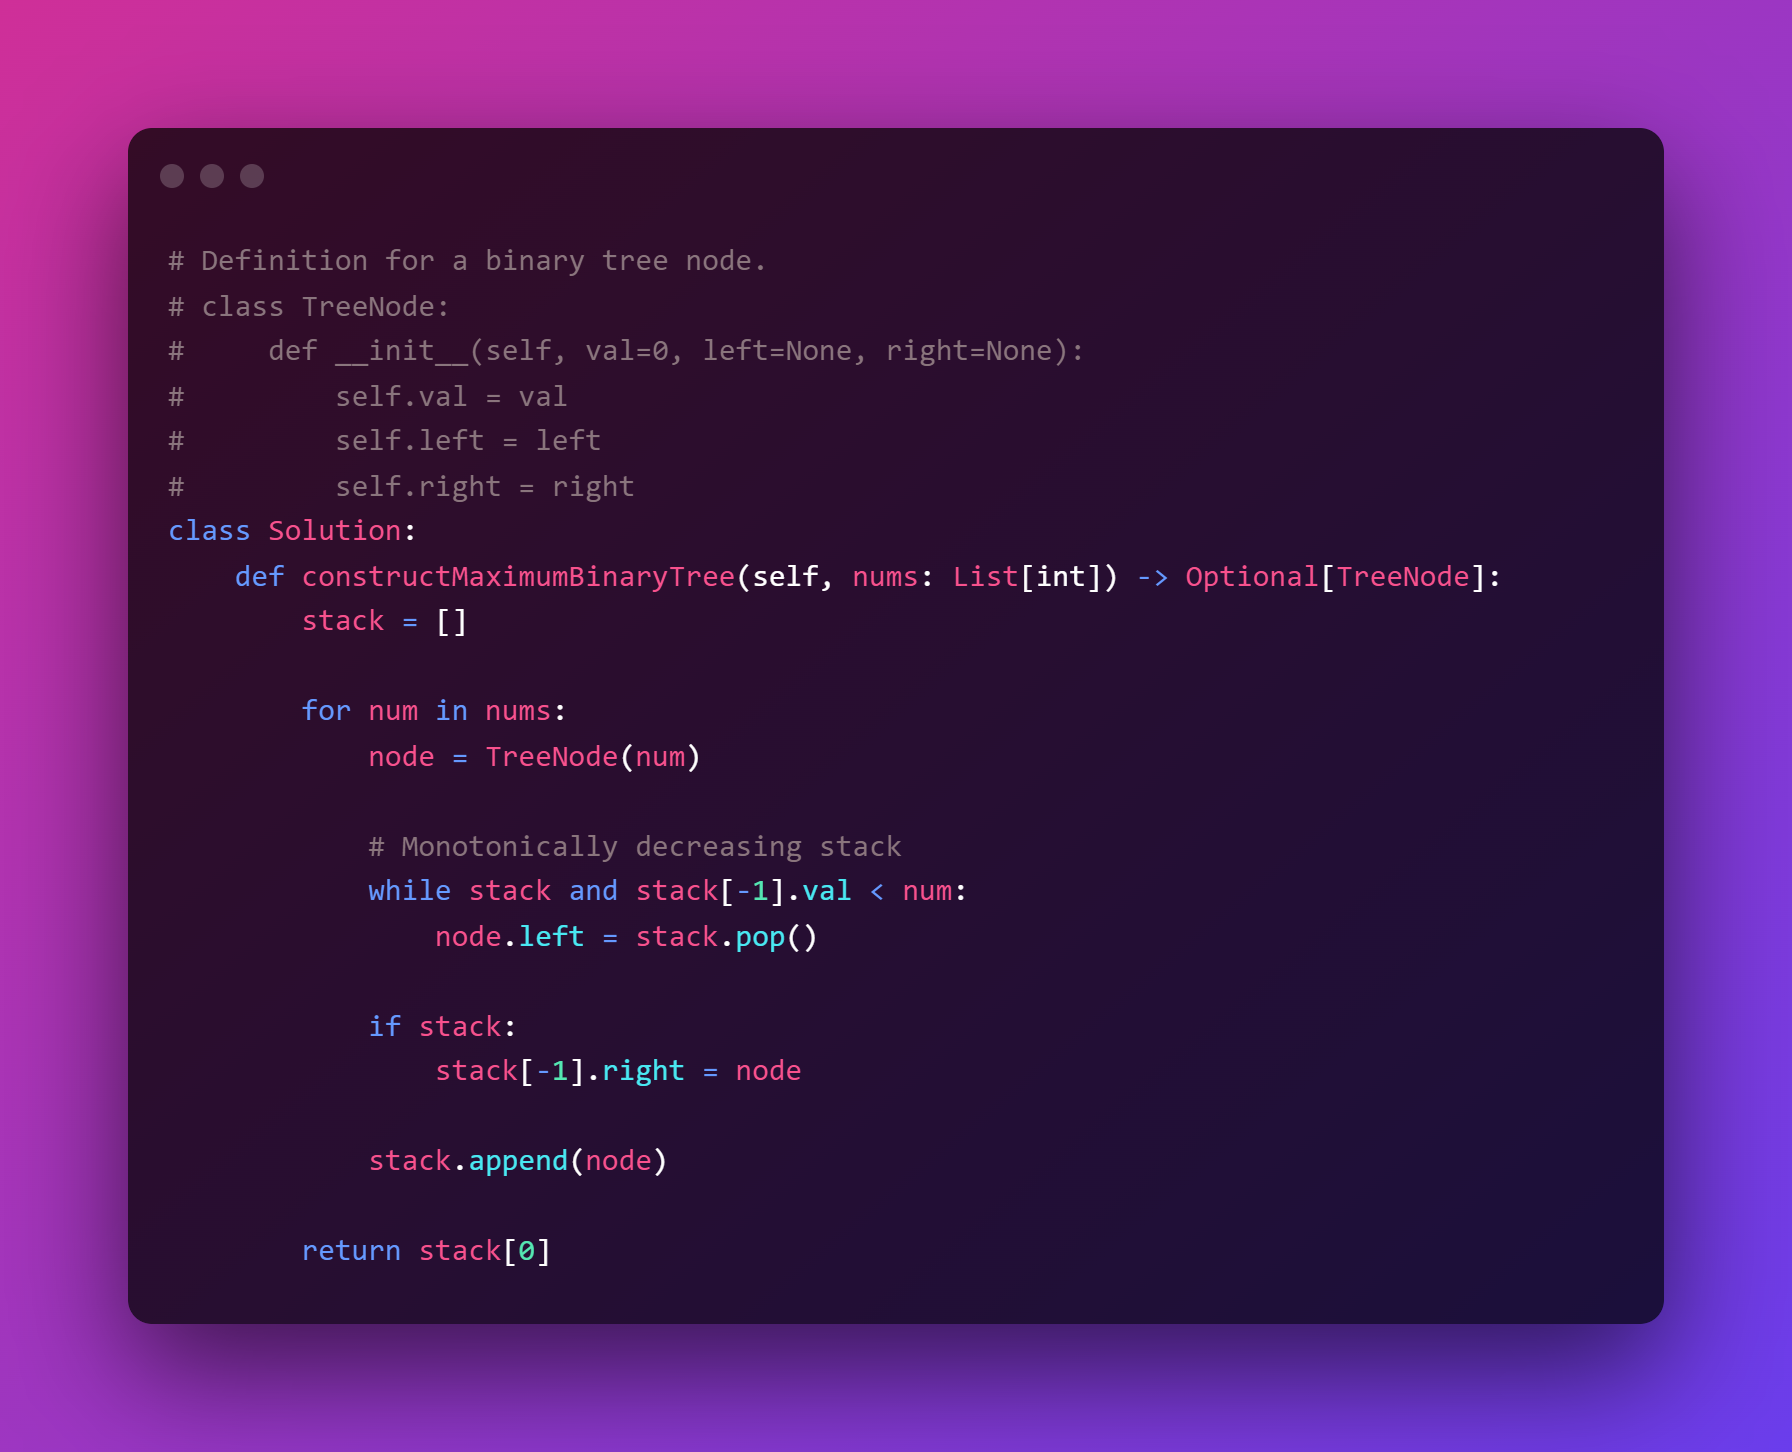 # Definition for a binary tree node.
# class TreeNode:
#     def __init__(self, val=0, left=None, right=None):
#         self.val = val
#         self.left = left
#         self.right = right
class Solution:
    def constructMaximumBinaryTree(self, nums: List[int]) -> Optional[TreeNode]:
        stack = []

        for num in nums:
            node = TreeNode(num)

            # Monotonically decreasing stack
            while stack and stack[-1].val < num:
                node.left = stack.pop()

            if stack:
                stack[-1].right = node

            stack.append(node)

        return stack[0]